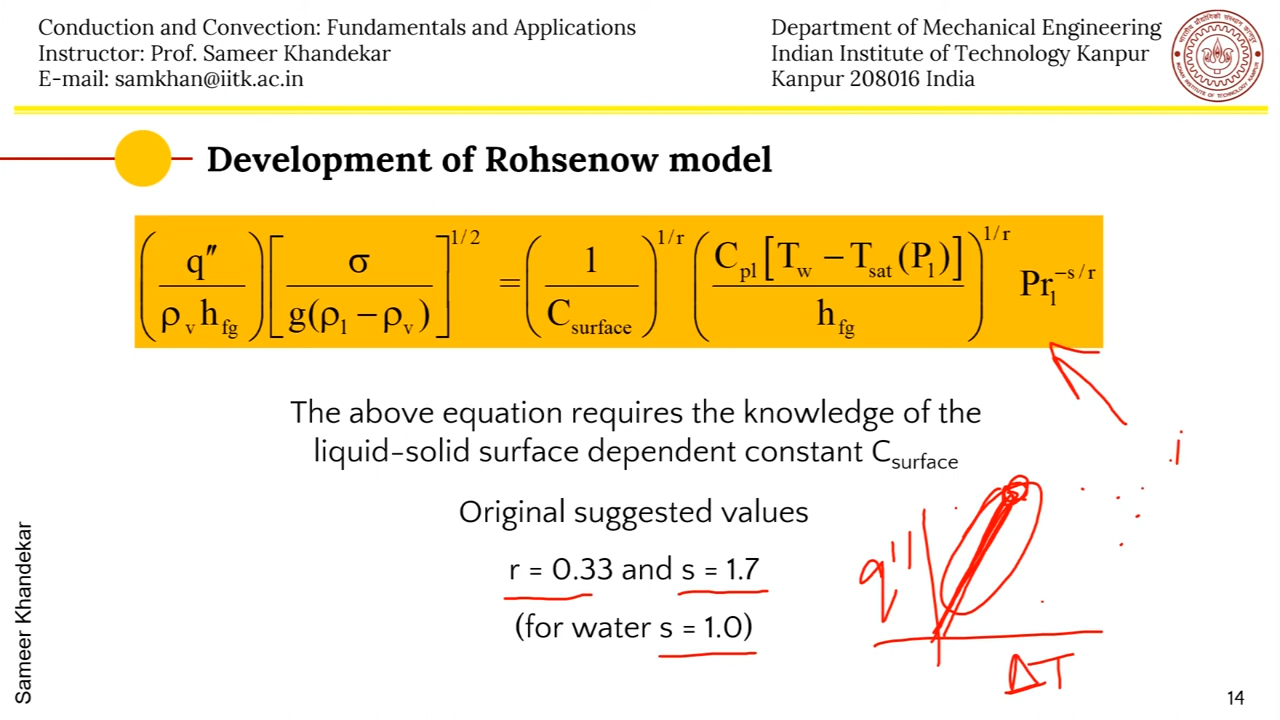 Conduction and Convection: Fundamentals and Applications
Instructor: Prof. Sameer Khandekar
E-mail: samkhan@iitk.ac.in
Department of Mechanical Engineering
Indian Institute of Technology Kanpur
Kanpur 208016 India
Development of Rohsenow model
(q″ / ρ_v h_fg) [σ / g(ρ_l − ρ_v)]^1/2 = (1 / C_surface)^1/r (C_pl [T_w − T_sat (P_l)] / h_fg)^1/r Pr_l^−s/r
The above equation requires the knowledge of the
liquid-solid surface dependent constant C_surface
Original suggested values
r = 0.33 and s = 1.7
(for water s = 1.0)
q''
ΔT
Sameer Khandekar
14